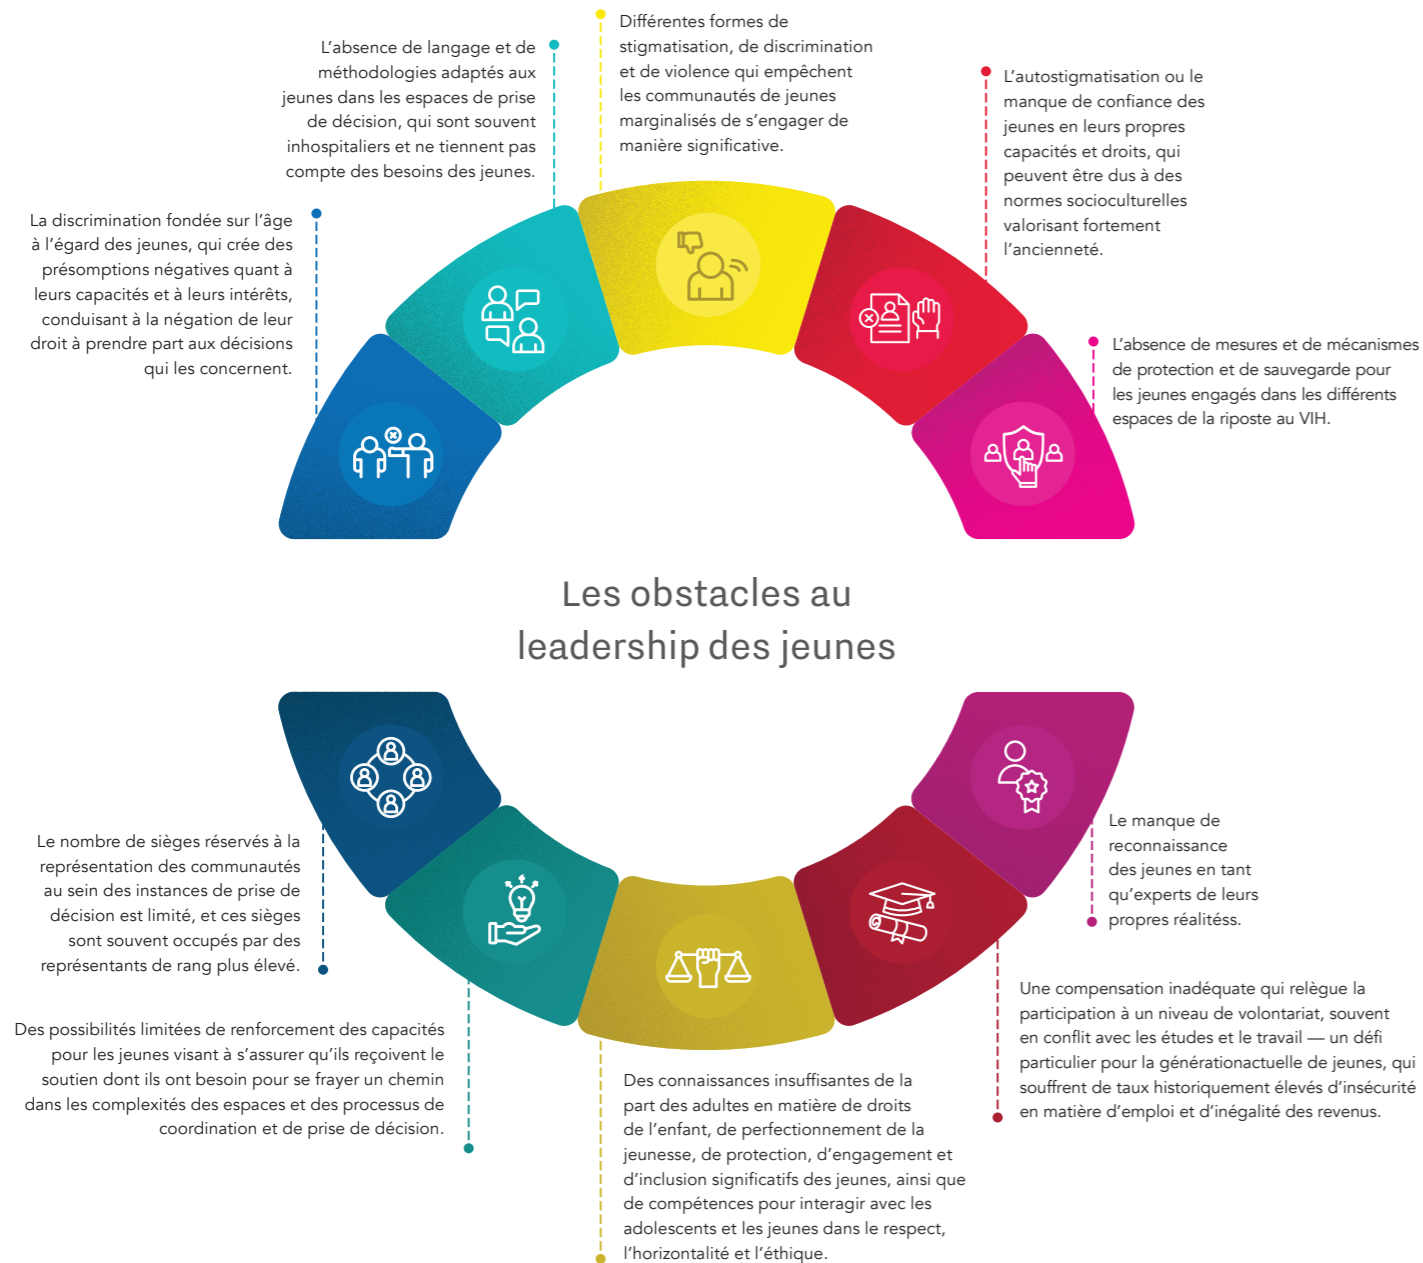 Différentes formes de
stigmatisation, de discrimination
et de violence qui empêchent
les communautés de jeunes
marginalisés de s’engager de
manière significative.
L’absence de langage et de
méthodologies adaptés aux
jeunes dans les espaces de prise
de décision, qui sont souvent
inhospitaliers et ne tiennent pas
compte des besoins des jeunes.
L’autostigmatisation ou le
manque de confiance des
jeunes en leurs propres
capacités et droits, qui
peuvent être dus à des
normes socioculturelles
valorisant fortement
l’ancienneté.
La discrimination fondée sur l’âge
à l’égard des jeunes, qui crée des
présomptions négatives quant à
leurs capacités et à leurs intérêts,
conduisant à la négation de leur
droit à prendre part aux décisions
qui les concernent.
L’absence de mesures et de mécanismes
de protection et de sauvegarde pour
les jeunes engagés dans les différents
espaces de la riposte au VIH.
Les obstacles au
leadership des jeunes
Le nombre de sièges réservés à la
représentation des communautés
au sein des instances de prise de
décision est limité, et ces sièges
sont souvent occupés par des
représentants de rang plus élevé.
Le manque de
reconnaissance
des jeunes en tant
qu’experts de leurs
propres réalitéss.
Des possibilités limitées de renforcement des capacités
pour les jeunes visant à s’assurer qu’ils reçoivent le
soutien dont ils ont besoin pour se frayer un chemin
dans les complexités des espaces et des processus de
coordination et de prise de décision.
Une compensation inadéquate qui relègue la
participation à un niveau de volontariat, souvent
en conflit avec les études et le travail — un défi
particulier pour la générationactuelle de jeunes, qui
souffrent de taux historiquement élevés d’insécurité
en matière d’emploi et d’inégalité des revenus.
Des connaissances insuffisantes de la
part des adultes en matière de droits
de l’enfant, de perfectionnement de la
jeunesse, de protection, d’engagement et
d’inclusion significatifs des jeunes, ainsi que
de compétences pour interagir avec les
adolescents et les jeunes dans le respect,
l’horizontalité et l’éthique.